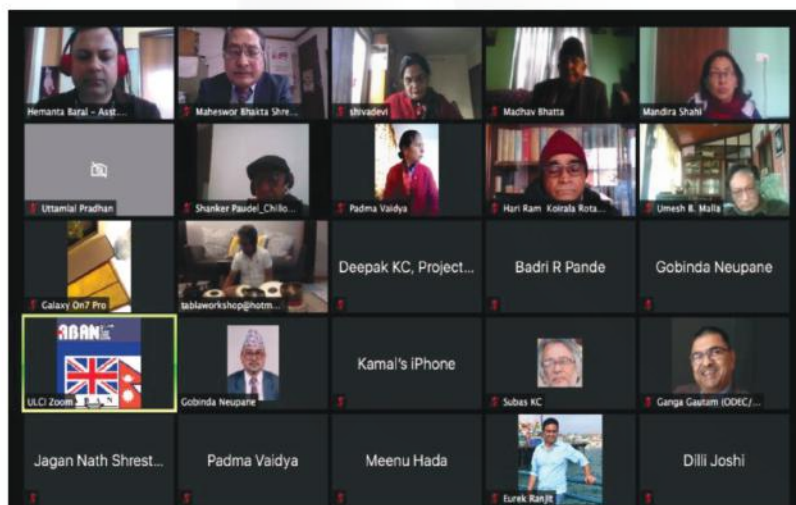 Hemanta Baral - Asst....
Maheswor Bhakta Shre...
shivadevi
Madhav Bhatta
Mandira Shahi
Uttamlal Pradhan
Shanker Paudel_Chillo...
Padma Vaidya
Hari Ram Koirala Rota...
Umesh B. Malla
Galaxy On7 Pro
tablaworkshop@hotm...
Deepak KC, Project...
Badri R Pande
Gobinda Neupane
ULCI Zoom
Gobinda Neupane
Kamal's iPhone
Subas KC
Ganga Gautam (ODEC/...
Jagan Nath Shrest...
Padma Vaidya
Meenu Hada
Eurek Ranjit
Dilli Joshi